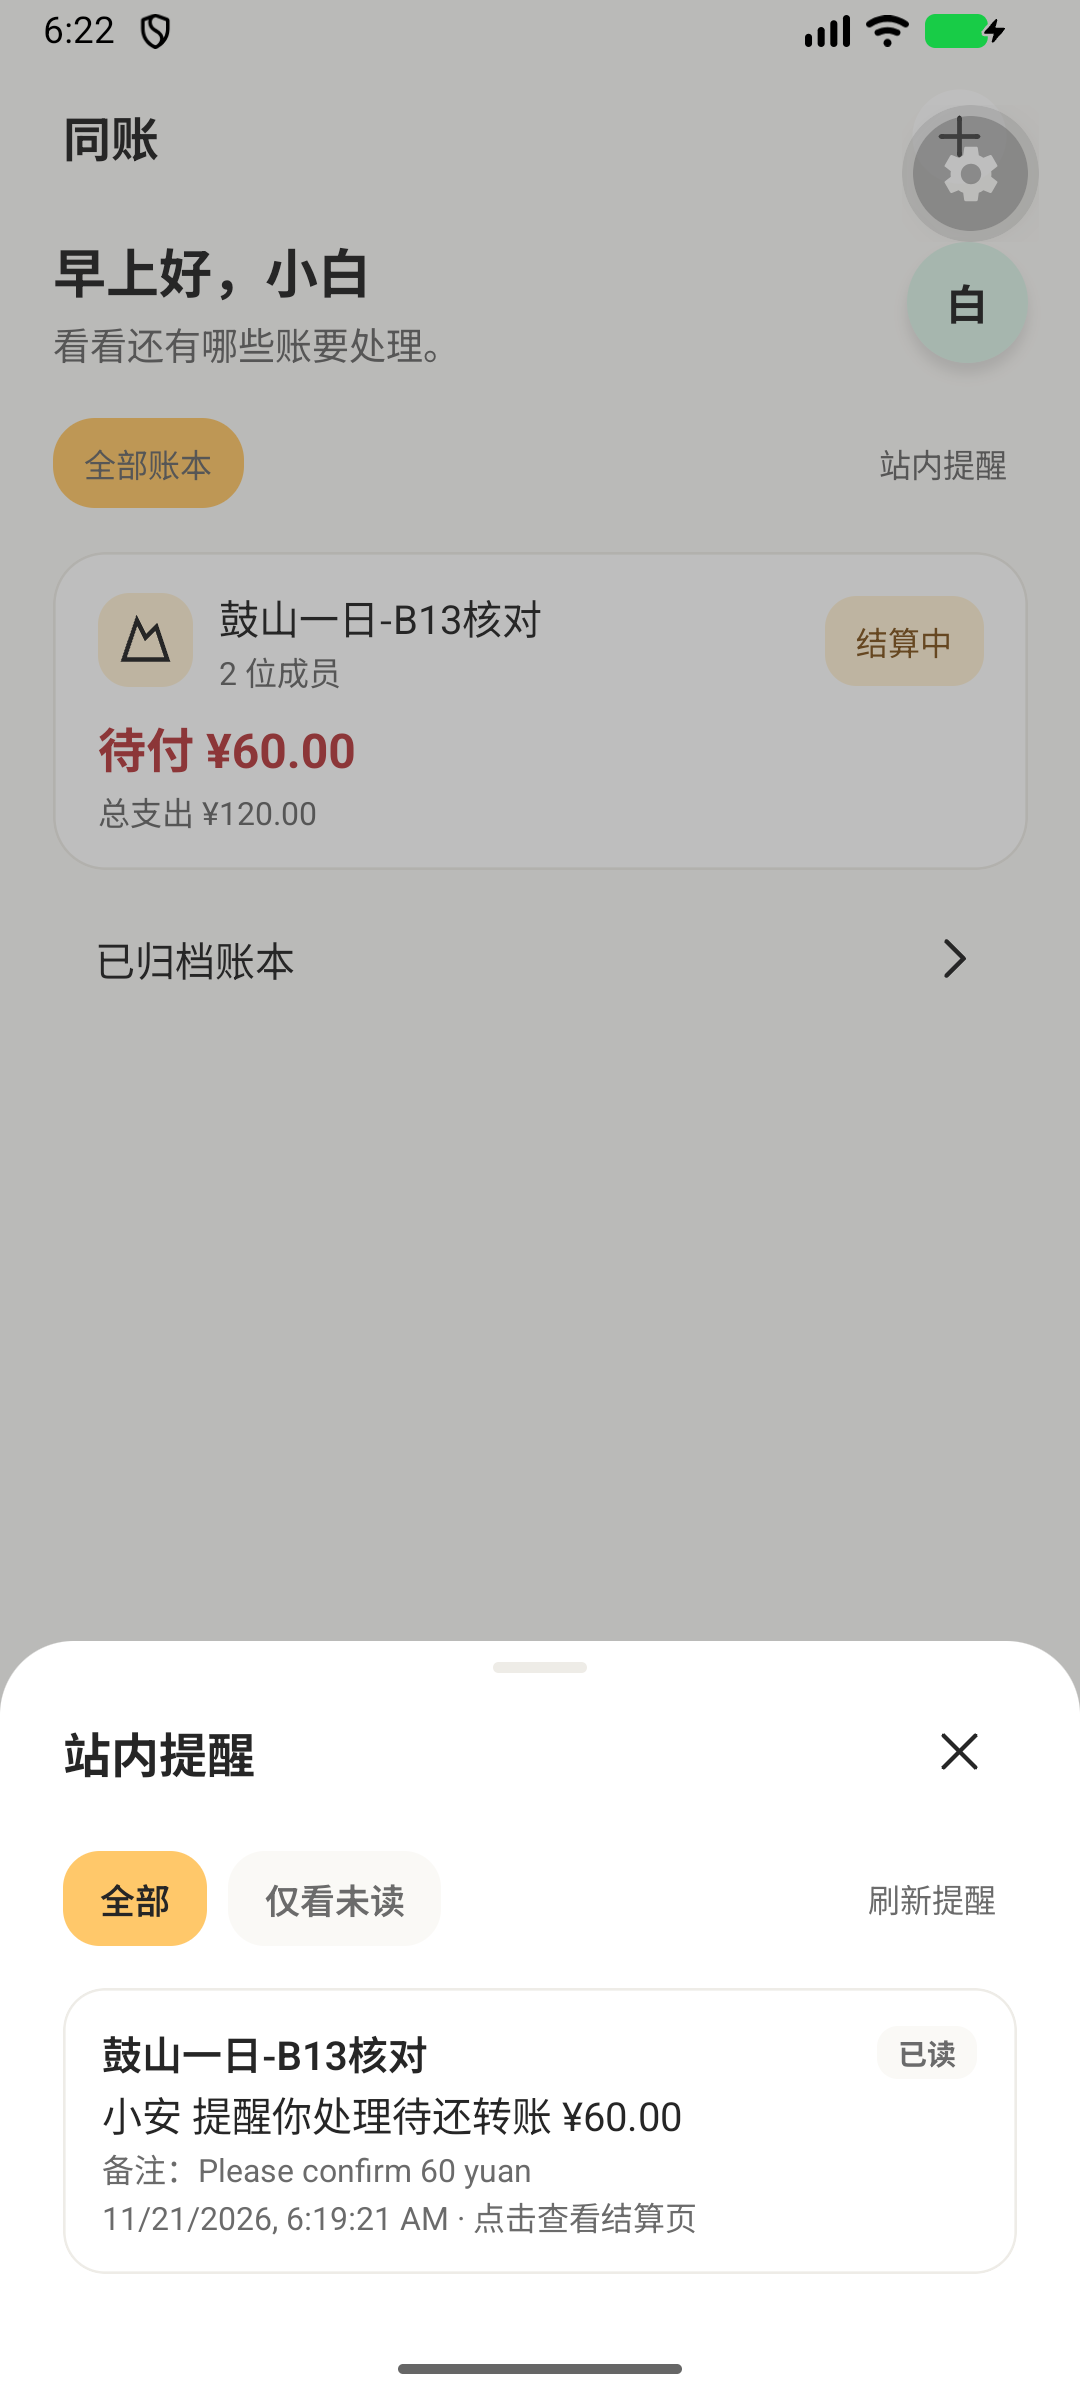 6:22
同账
早上好，小白
看看还有哪些账要处理。
白
全部账本
站内提醒
鼓山一日-B13核对
2 位成员
结算中
待付 ¥60.00
总支出 ¥120.00
已归档账本
站内提醒
全部
仅看未读
刷新提醒
鼓山一日-B13核对
已读
小安 提醒你处理待还转账 ¥60.00
备注：Please confirm 60 yuan
11/21/2026, 6:19:21 AM · 点击查看结算页